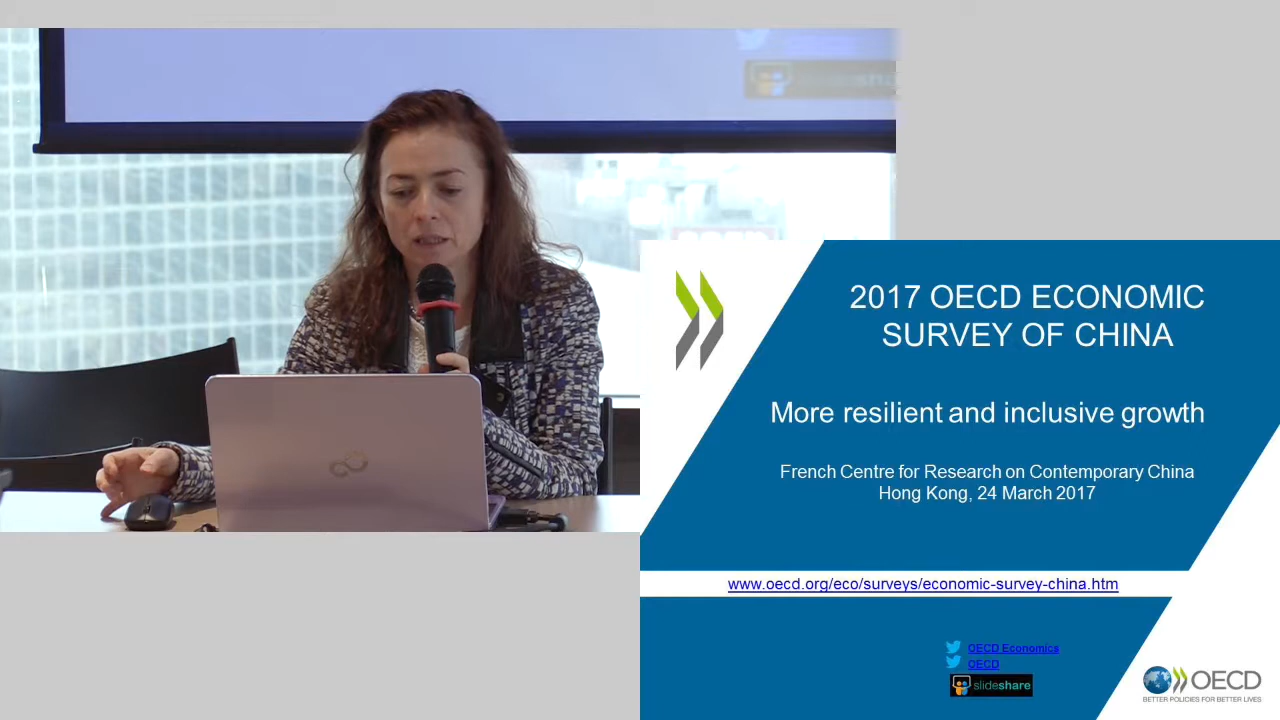 2017 OECD ECONOMIC
SURVEY OF CHINA
More resilient and inclusive growth
French Centre for Research on Contemporary China
Hong Kong, 24 March 2017
www.oecd.org/eco/surveys/economic-survey-china.htm
OECD Economics
OECD
slideshare
OECD
BETTER POLICIES FOR BETTER LIVES